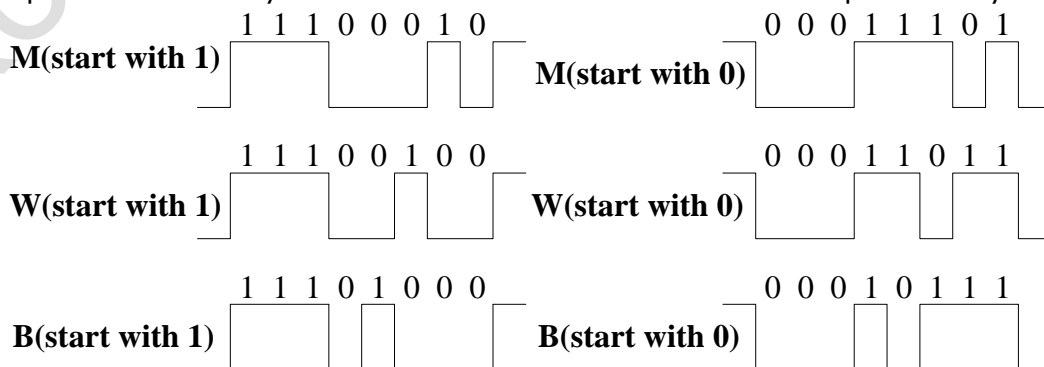 1 1 1 0 0 0 1 0
0 0 0 1 1 1 0 1
M(start with 1)
M(start with 0)
1 1 1 0 0 1 0 0
0 0 0 1 1 0 1 1
W(start with 1)
W(start with 0)
1 1 1 0 1 0 0 0
0 0 0 1 0 1 1 1
B(start with 1)
B(start with 0)